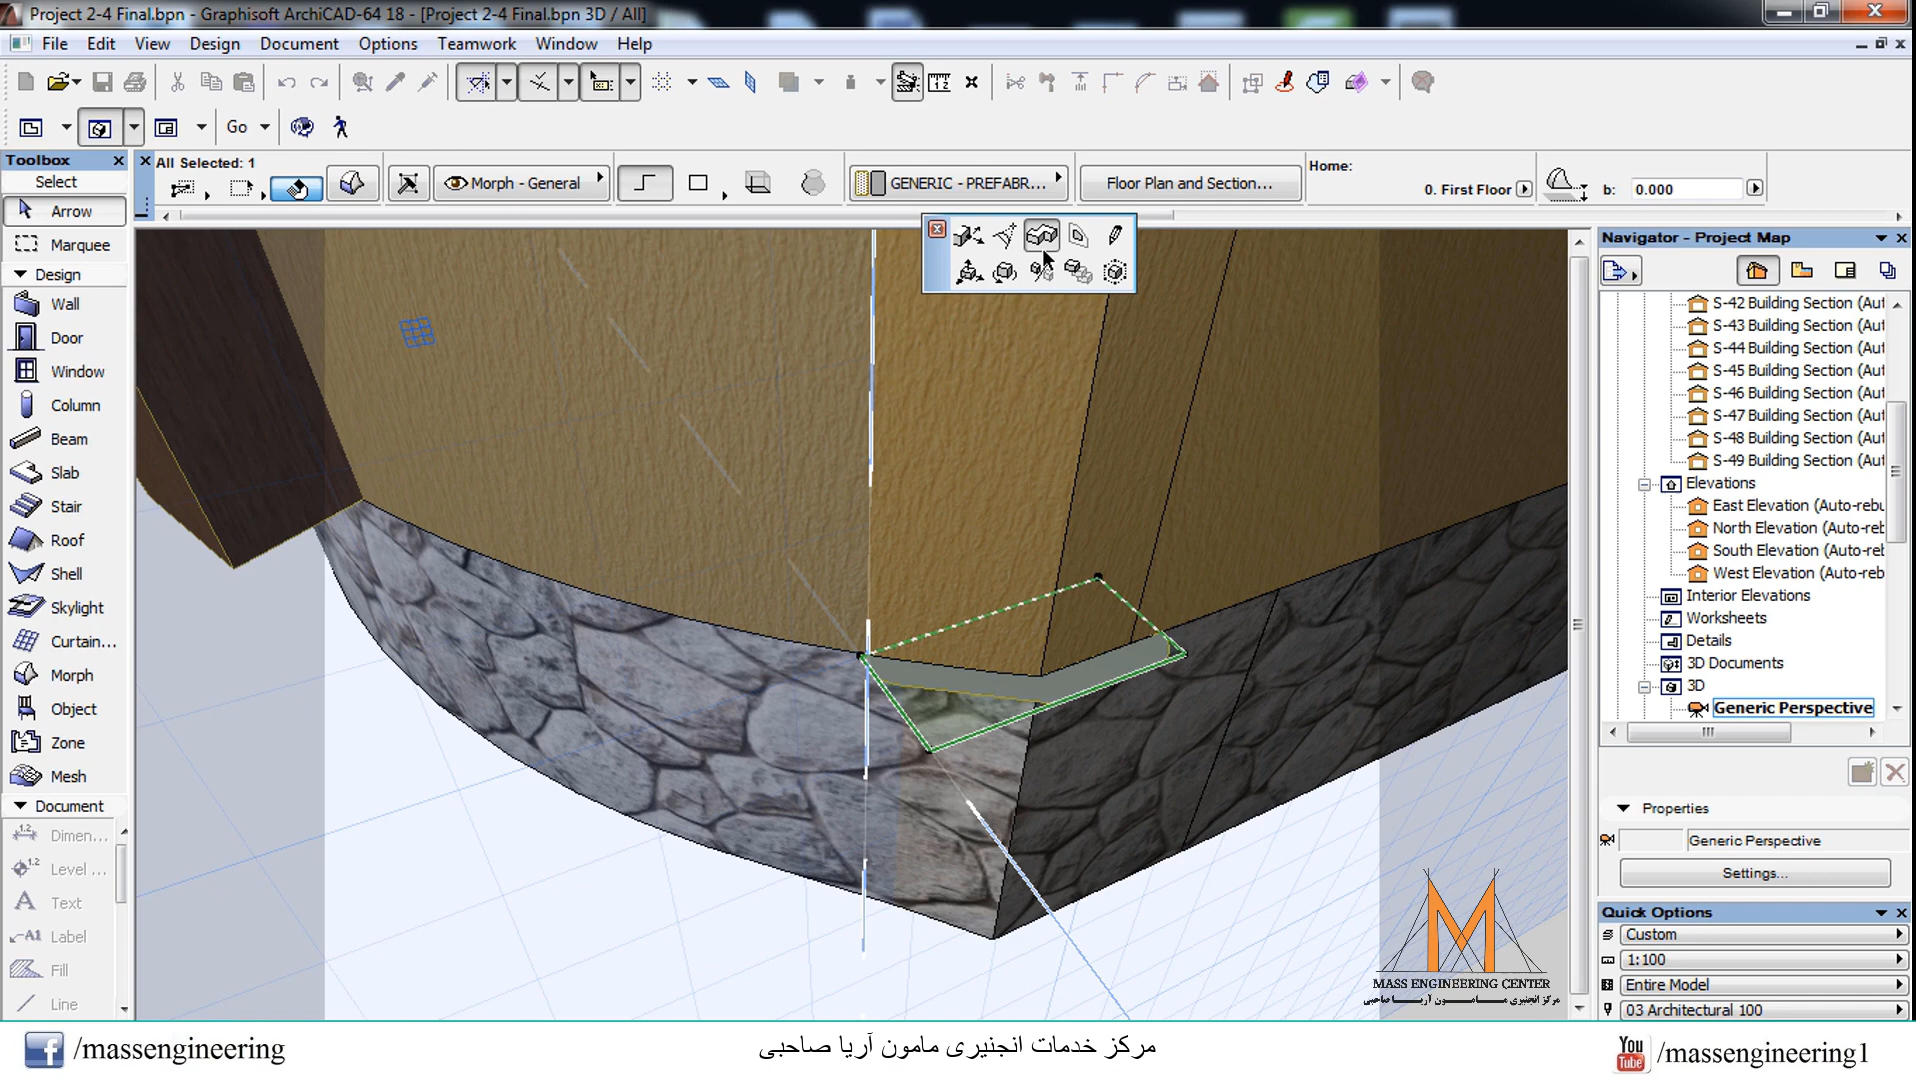 Project 2-4 Final.bpn - Graphisoft ArchiCAD-64 18 - [Project 2-4 Final.bpn 3D / All]
File Edit View Design Document Options Teamwork Window Help
Go
Toolbox
All Selected: 1
Select
Morph - General
GENERIC - PREFABR...
Floor Plan and Section...
Home:
0. First Floor
b: 0.000
Arrow
Marquee
Design
Wall
Door
Window
Column
Beam
Slab
Stair
Roof
Shell
Skylight
Curtain...
Morph
Object
Zone
Mesh
Document
Dimen...
Level ...
Text
Label
Fill
Line
Navigator - Project Map
S-42 Building Section (Aut
S-43 Building Section (Aut
S-44 Building Section (Aut
S-45 Building Section (Aut
S-46 Building Section (Aut
S-47 Building Section (Aut
S-48 Building Section (Aut
S-49 Building Section (Aut
Elevations
East Elevation (Auto-rebu
North Elevation (Auto-reb
South Elevation (Auto-reb
West Elevation (Auto-reb
Interior Elevations
Worksheets
Details
3D Documents
3D
Generic Perspective
Properties
Generic Perspective
Settings...
Quick Options
Custom
1:100
Entire Model
03 Architectural 100
MASS ENGINEERING CENTER
مرکز انجنیری مامون آریا صاحبی
/massengineering
مرکز خدمات انجنیری مامون آریا صاحبی
You Tube /massengineering1